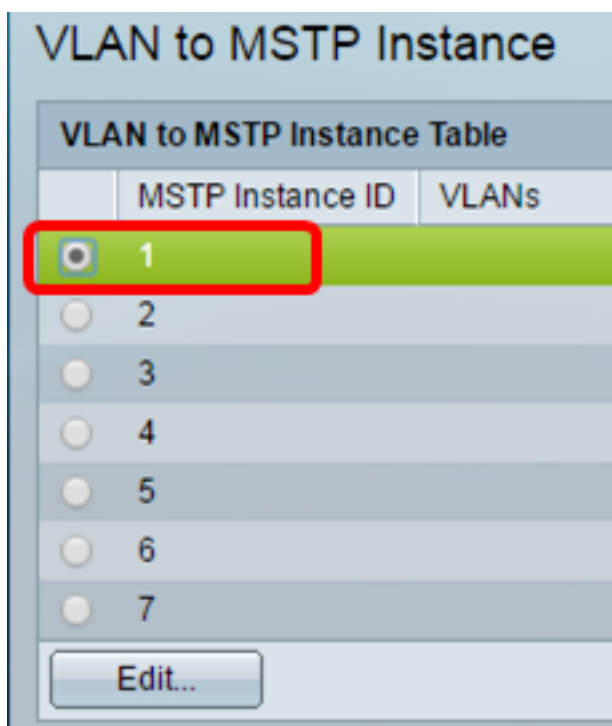 VLAN to MSTP Instance
VLAN to MSTP Instance Table
MSTP Instance ID VLANs
1
2
3
4
5
6
7
Edit...